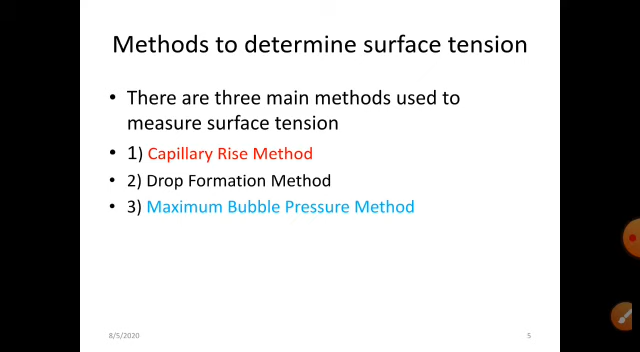 Methods to determine surface tension
• There are three main methods used to
measure surface tension
• 1) Capillary Rise Method
• 2) Drop Formation Method
• 3) Maximum Bubble Pressure Method
8/5/2020
5